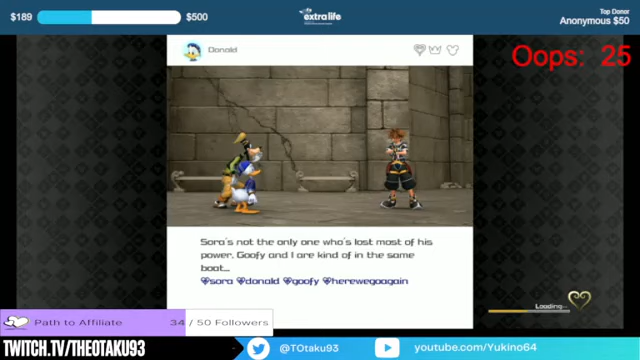 $189
$500
extralife
Top Donor
Anonymous $50
Donald
Oops: 25
Sora's not the only one who's lost most of his
power. Goofy and I are kind of in the same
boat...
sora donald goofy herewegoagain
Loading...
Path to Affiliate
34 / 50 Followers
TWITCH.TV/THEOTAKU93
@TOtaku93
youtube.com/Yukino64